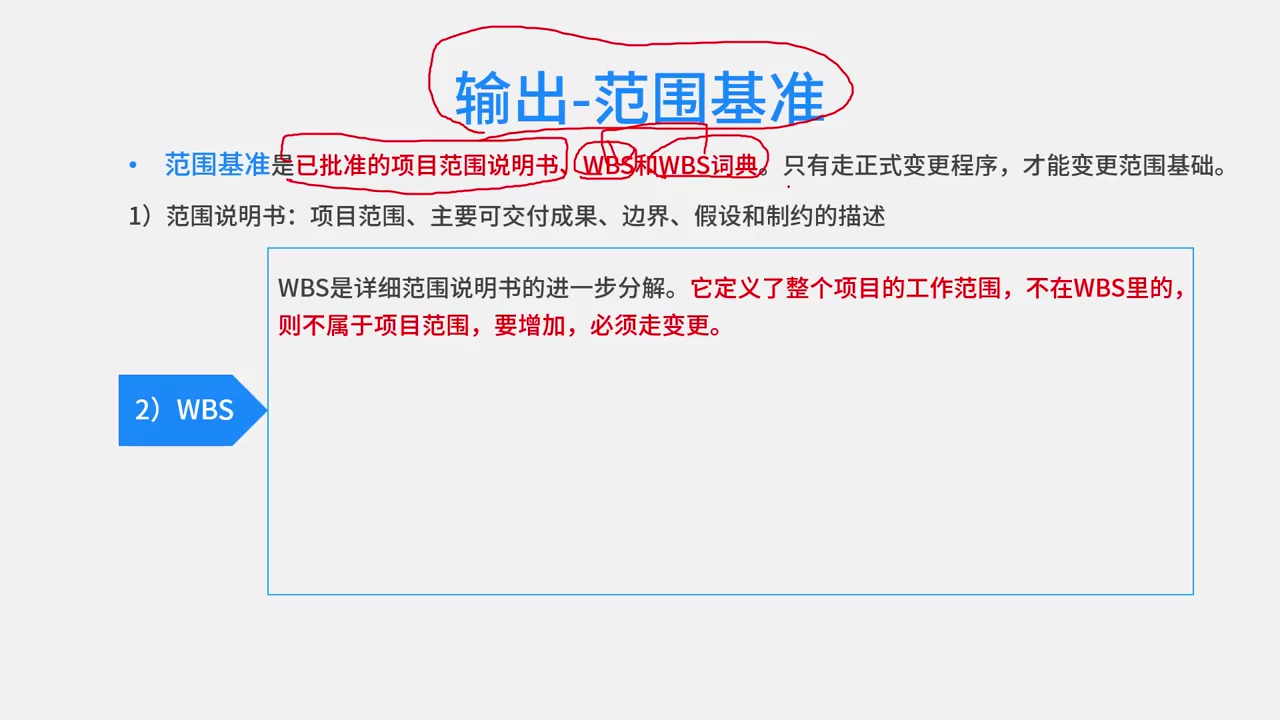 输出-范围基准
• 范围基准是已批准的项目范围说明书、WBS和WBS词典。只有走正式变更程序，才能变更范围基础。
1）范围说明书：项目范围、主要可交付成果、边界、假设和制约的描述
WBS是详细范围说明书的进一步分解。它定义了整个项目的工作范围，不在WBS里的，
则不属于项目范围，要增加，必须走变更。
2）WBS